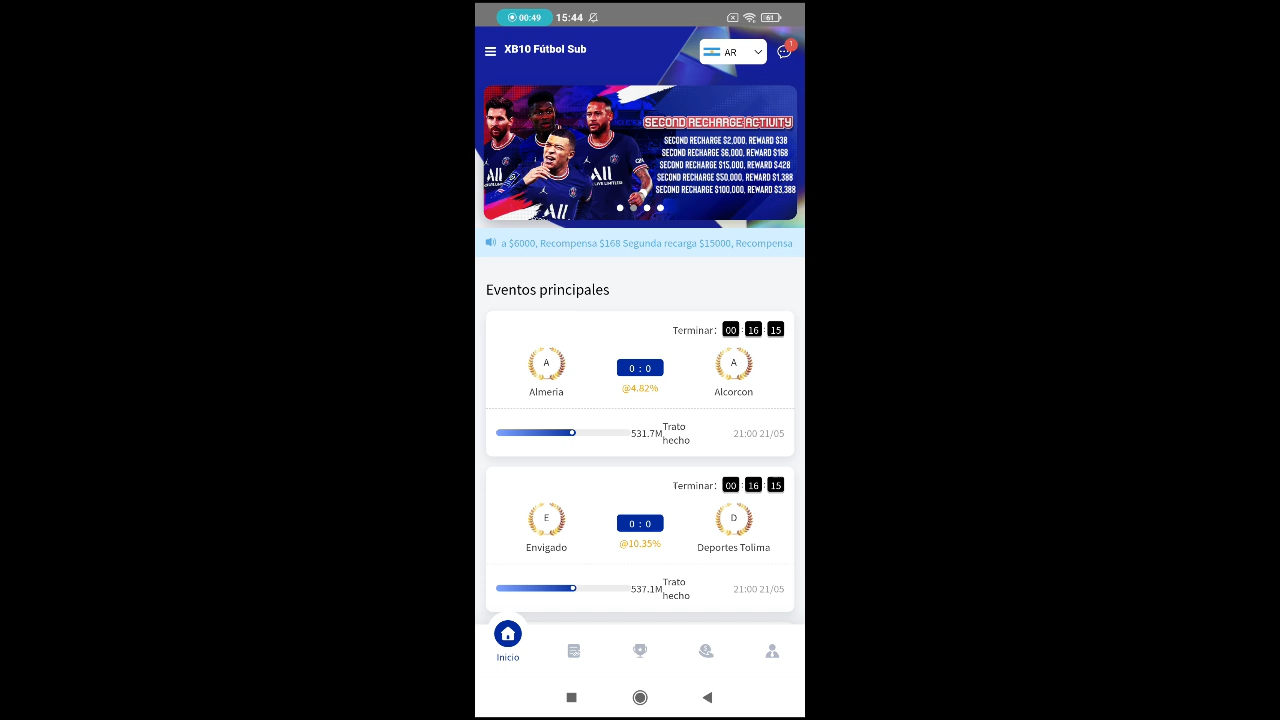 00:49 15:44 61
XB10 Fútbol Sub
AR
1
SECOND RECHARGE ACTIVITY
SECOND RECHARGE $2,000, REWARD $38
SECOND RECHARGE $6,000, REWARD $168
SECOND RECHARGE $15,000, REWARD $428
SECOND RECHARGE $50,000, REWARD $1,388
SECOND RECHARGE $100,000, REWARD $3,388
a $6000, Recompensa $168 Segunda recarga $15000, Recompensa
Eventos principales
Terminar: 00 : 16 : 15
A
0 : 0
A
@4.82%
Almeria
Alcorcon
531.7M
Trato
hecho
21:00 21/05
Terminar: 00 : 16 : 15
E
0 : 0
D
@10.35%
Envigado
Deportes Tolima
537.1M
Trato
hecho
21:00 21/05
Inicio